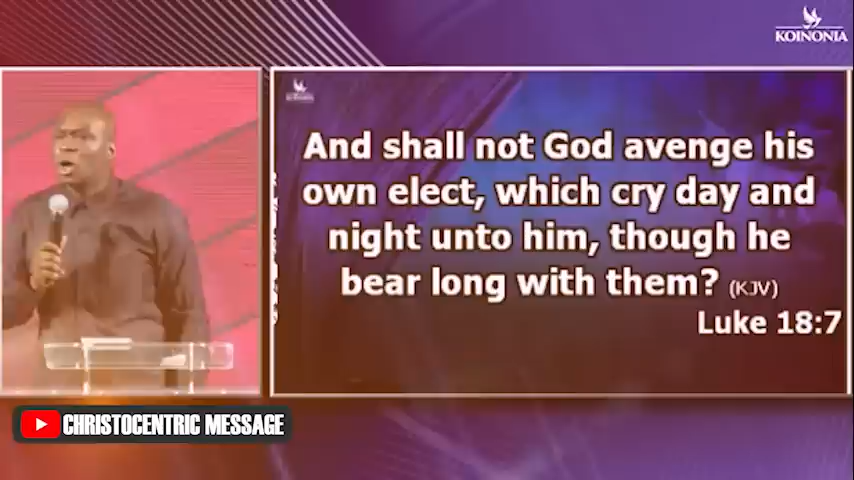 KOINONIA
And shall not God avenge his
own elect, which cry day and
night unto him, though he
bear long with them? (KJV)
Luke 18:7
CHRISTOCENTRIC MESSAGE